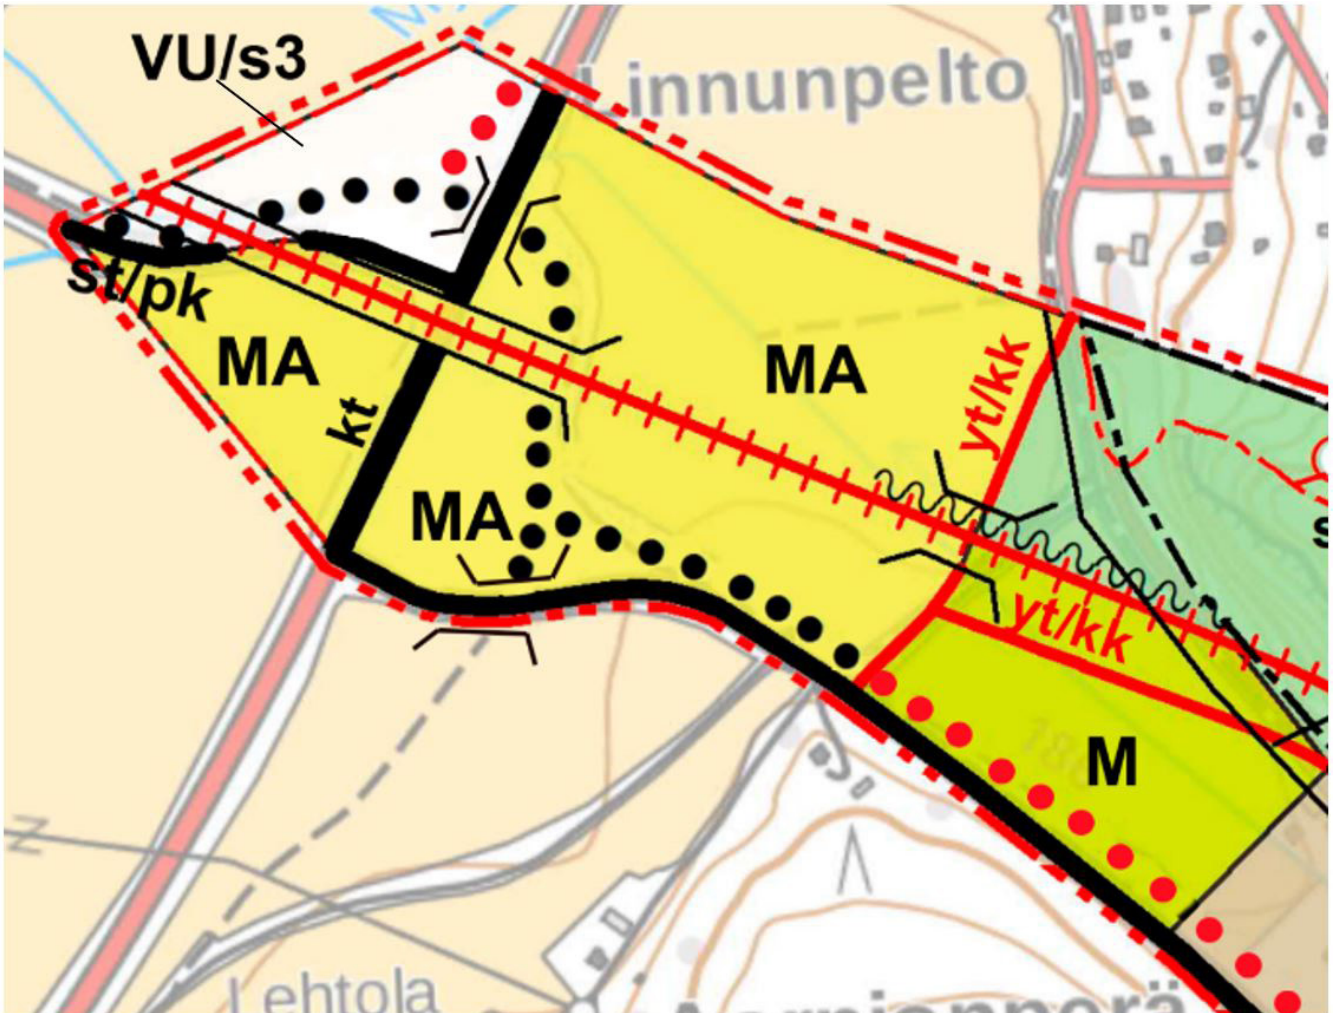 VU/s3
Linnunpelto
st/pk
MA
kt
MA
yt/kk
MA
s
yt/kk
M
Lehtola